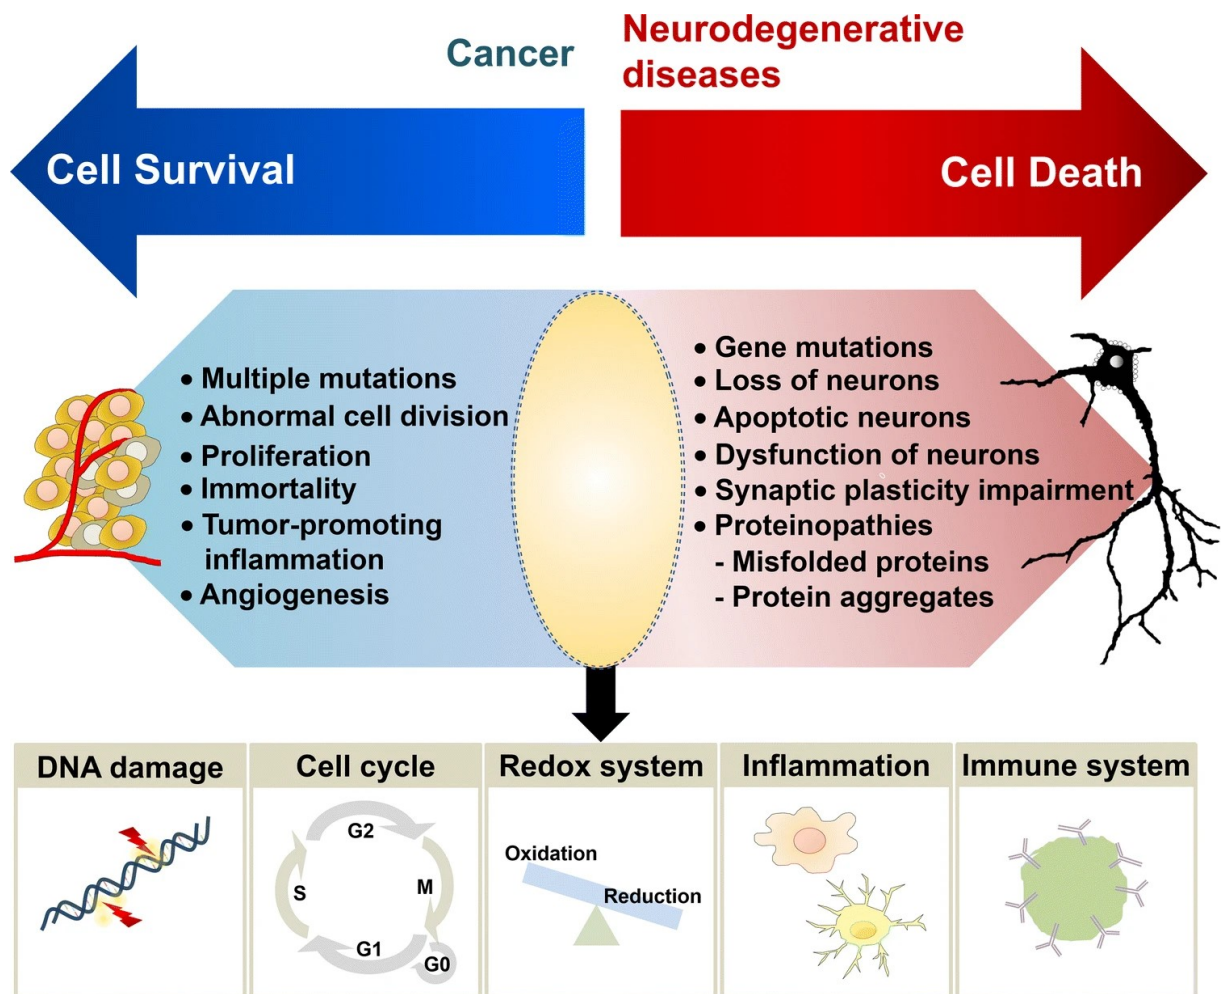 Cancer
Neurodegenerative
diseases
Cell Survival
Cell Death
• Multiple mutations
• Abnormal cell division
• Proliferation
• Immortality
• Tumor-promoting
inflammation
• Angiogenesis
• Gene mutations
• Loss of neurons
• Apoptotic neurons
• Dysfunction of neurons
• Synaptic plasticity impairment
• Proteinopathies
- Misfolded proteins
- Protein aggregates
DNA damage
Cell cycle
Redox system
Inflammation
Immune system
G2
S
M
G1
G0
Oxidation
Reduction